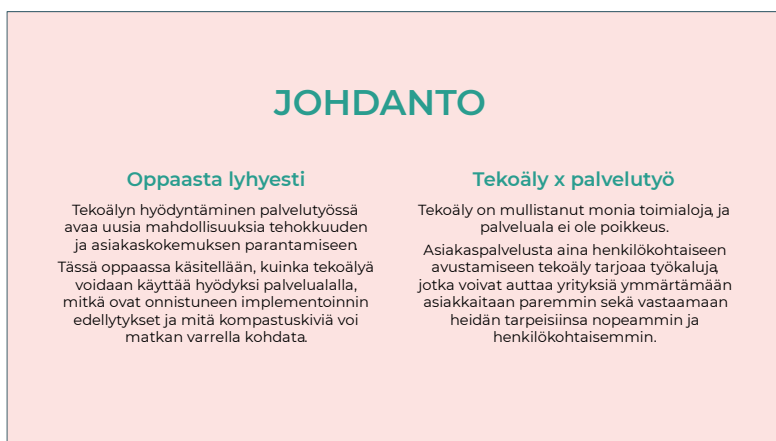 JOHDANTO
Oppaasta lyhyesti
Tekoälyn hyödyntäminen palvelutyössä
avaa uusia mahdollisuuksia tehokkuuden
ja asiakaskokemuksen parantamiseen.
Tässä oppaassa käsitellään, kuinka tekoälyä
voidaan käyttää hyödyksi palvelualalla,
mitkä ovat onnistuneen implementoinnin
edellytykset ja mitä kompastuskiviä voi
matkan varrella kohdata.
Tekoäly x palvelutyö
Tekoäly on mullistanut monia toimialoja, ja
palveluala ei ole poikkeus.
Asiakaspalvelusta aina henkilökohtaiseen
avustamiseen tekoäly tarjoaa työkaluja,
jotka voivat auttaa yrityksiä ymmärtämään
asiakkaitaan paremmin sekä vastaamaan
heidän tarpeisiinsa nopeammin ja
henkilökohtaisemmin.